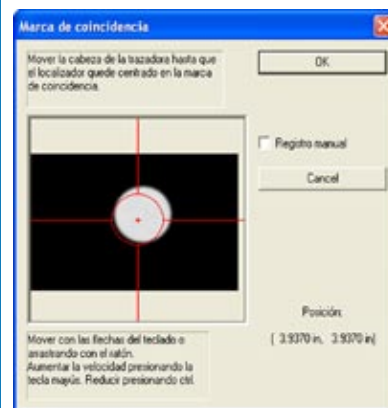 Marca de coincidencia
Mover la cabeza de la trazadora hasta que
el localizador quede centrado en la marca
de coincidencia.
OK
Registro manual
Cancel
Posición:
( 3.9370 in, 3.9370 in)
Mover con las flechas del teclado o
arrastrando con el ratón.
Aumentar la velocidad presionando la
tecla mayús. Reducir presionando ctrl.